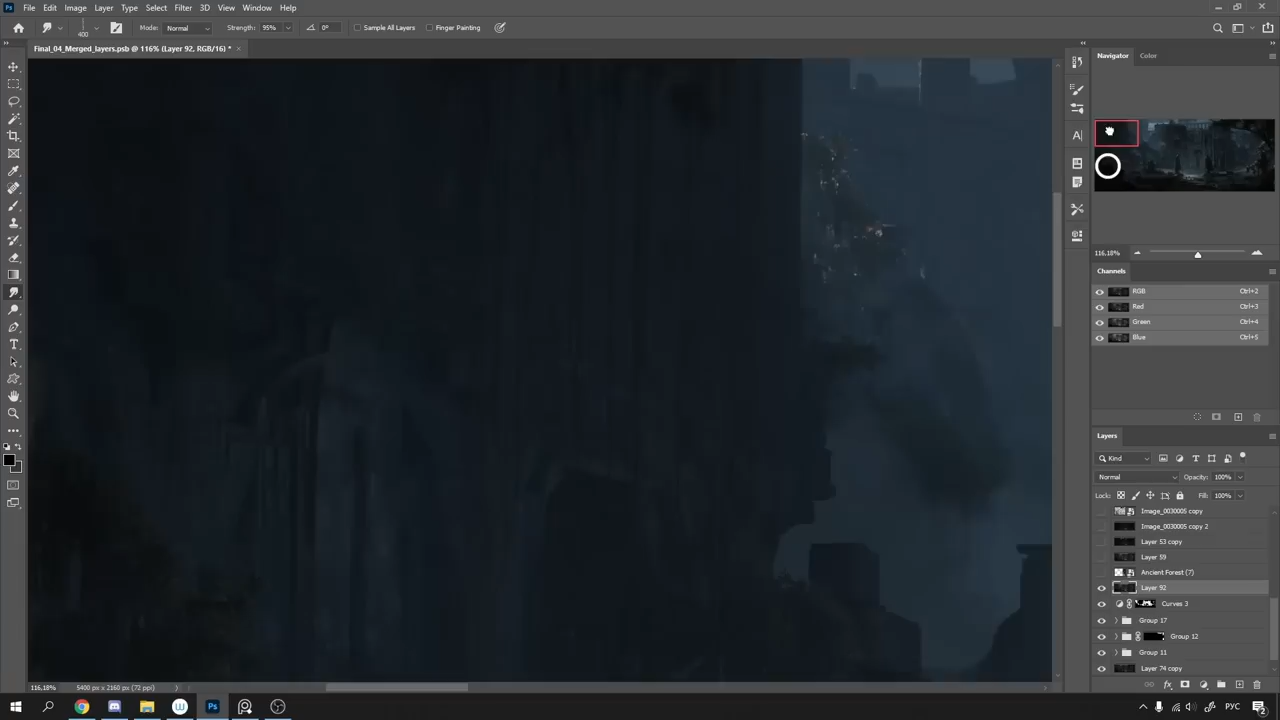 Ps File Edit Image Layer Type Select Filter 3D View Window Help
400 Mode: Normal Strength: 95% 0° Sample All Layers Finger Painting
Final_04_Merged_layers.psb @ 116% (Layer 92, RGB/16) * ×
Navigator Color
116.18%
Channels
RGB Ctrl+2
Red Ctrl+3
Green Ctrl+4
Blue Ctrl+5
Layers
Kind
Normal Opacity: 100%
Lock: Fill: 100%
Image_0030005 copy
Image_0030005 copy 2
Layer 53 copy
Layer 59
Ancient Forest (7)
Layer 92
Curves 3
Group 17
Group 12
Group 11
Layer 74 copy
116.18% 5400 px x 2160 px (72 ppi)
Ps РУС